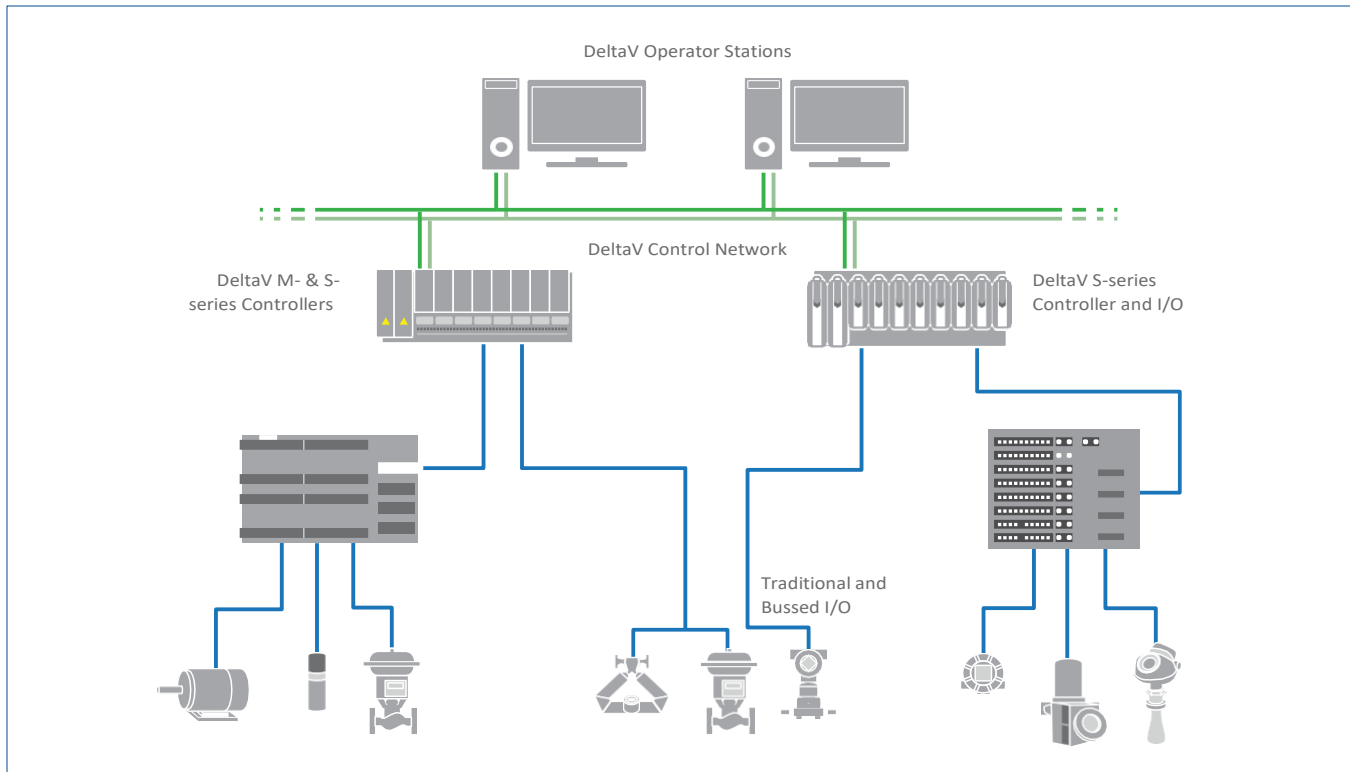 DeltaV Operator Stations
DeltaV Control Network
DeltaV M- & S-
series Controllers
DeltaV S-series
Controller and I/O
Traditional and
Bussed I/O